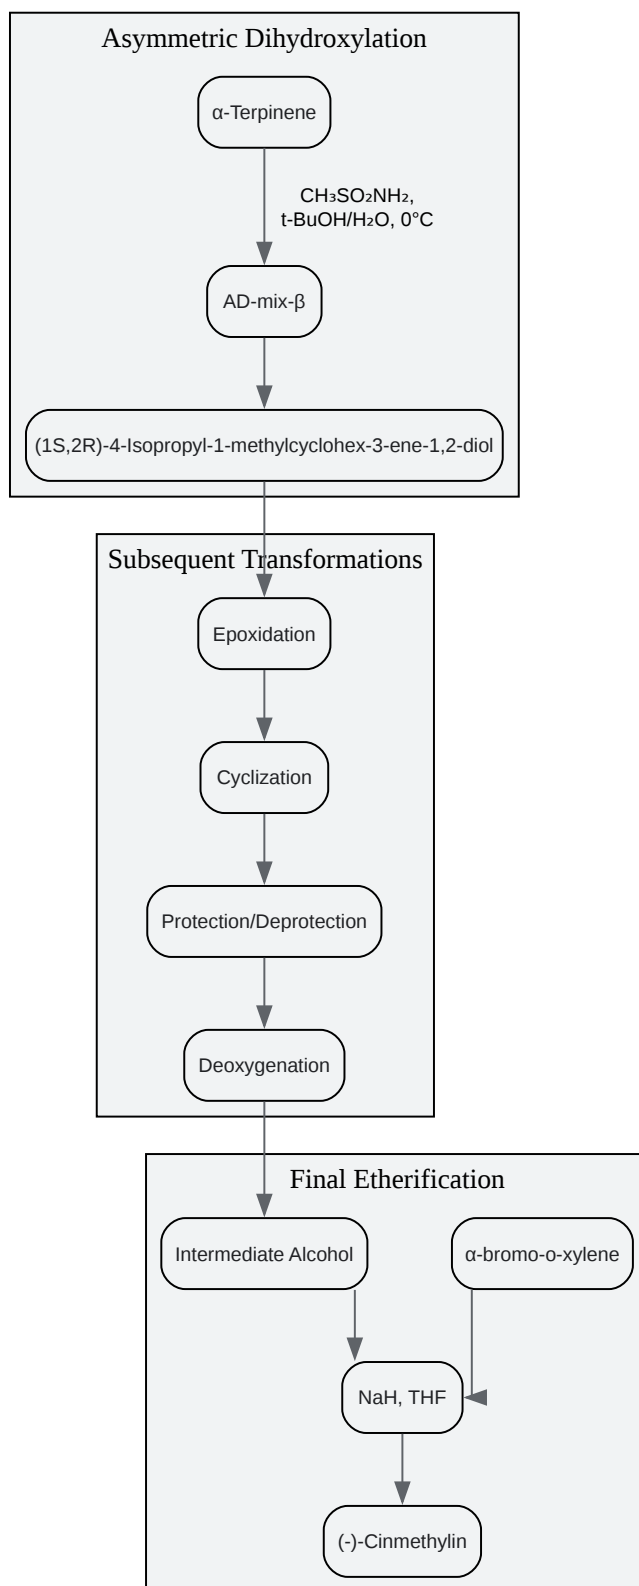 Asymmetric Dihydroxylation
α-Terpinene
CH₃SO₂NH₂,
t-BuOH/H₂O, 0°C
AD-mix-β
(1S,2R)-4-Isopropyl-1-methylcyclohex-3-ene-1,2-diol
Subsequent Transformations
Epoxidation
Cyclization
Protection/Deprotection
Deoxygenation
Final Etherification
Intermediate Alcohol
α-bromo-o-xylene
NaH, THF
(-)-Cinmethylin